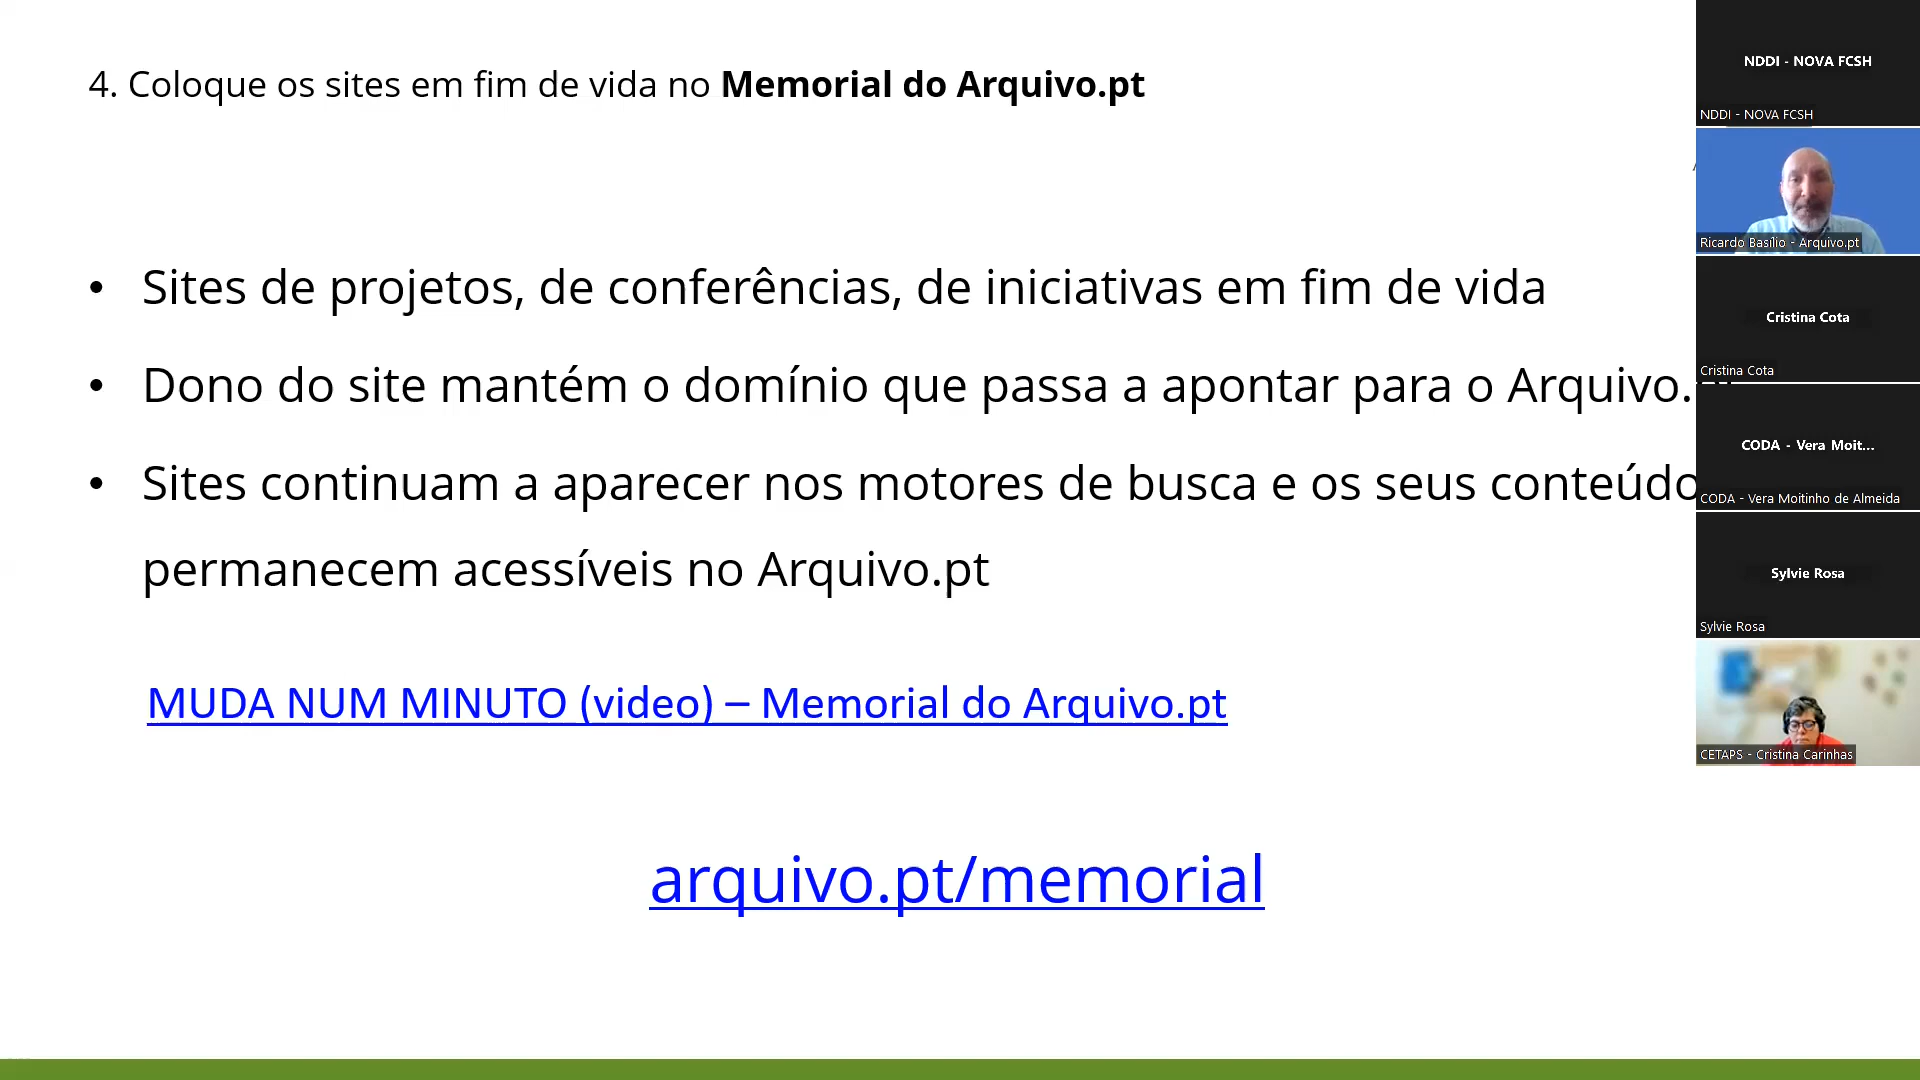 4. Coloque os sites em fim de vida no Memorial do Arquivo.pt
• Sites de projetos, de conferências, de iniciativas em fim de vida
• Dono do site mantém o domínio que passa a apontar para o Arquivo.
• Sites continuam a aparecer nos motores de busca e os seus conteúdo
permanecem acessíveis no Arquivo.pt
MUDA NUM MINUTO (video) – Memorial do Arquivo.pt
arquivo.pt/memorial
NDDI - NOVA FCSH
NDDI - NOVA FCSH
Ricardo Basílio - Arquivo.pt
Cristina Cota
Cristina Cota
CODA - Vera Moit...
CODA - Vera Moitinho de Almeida
Sylvie Rosa
Sylvie Rosa
CETAPS - Cristina Carinhas